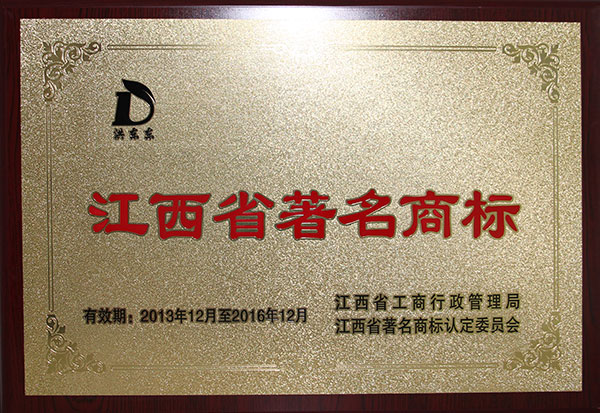 D
洪东东
江西省著名商标
有效期：2013年12月至2016年12月
江西省工商行政管理局
江西省著名商标认定委员会